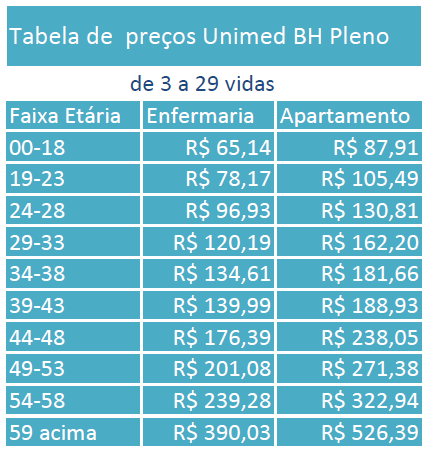 Tabela de  preços Unimed BH Pleno
de 3 a 29 vidas
Faixa Etária Enfermaria Apartamento
00-18 R$ 65,14 R$ 87,91
19-23 R$ 78,17 R$ 105,49
24-28 R$ 96,93 R$ 130,81
29-33 R$ 120,19 R$ 162,20
34-38 R$ 134,61 R$ 181,66
39-43 R$ 139,99 R$ 188,93
44-48 R$ 176,39 R$ 238,05
49-53 R$ 201,08 R$ 271,38
54-58 R$ 239,28 R$ 322,94
59 acima R$ 390,03 R$ 526,39